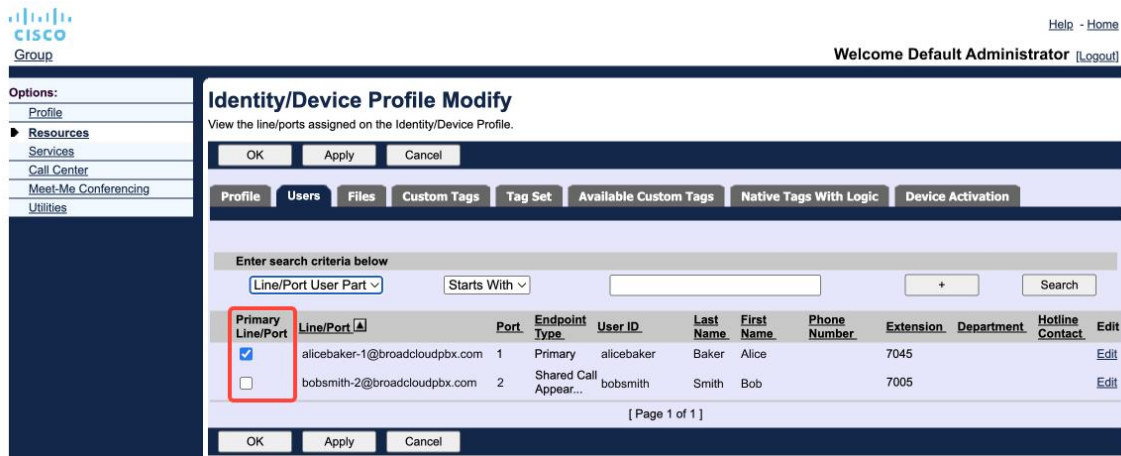 CISCO
Help - Home
Group
Welcome Default Administrator [Logout]
Options:
Profile
Resources
Services
Call Center
Meet-Me Conferencing
Utilities
Identity/Device Profile Modify
View the line/ports assigned on the Identity/Device Profile.
OK Apply Cancel
Profile Users Files Custom Tags Tag Set Available Custom Tags Native Tags With Logic Device Activation
Enter search criteria below
Line/Port User Part Starts With + Search
Primary Line/Port Line/Port Port Endpoint Type User ID Last Name First Name Phone Number Extension Department Hotline Contact Edit
alicebaker-1@broadcloudpbx.com 1 Primary alicebaker Baker Alice 7045 Edit
bobsmith-2@broadcloudpbx.com 2 Shared Call Appear... bobsmith Smith Bob 7005 Edit
[ Page 1 of 1 ]
OK Apply Cancel